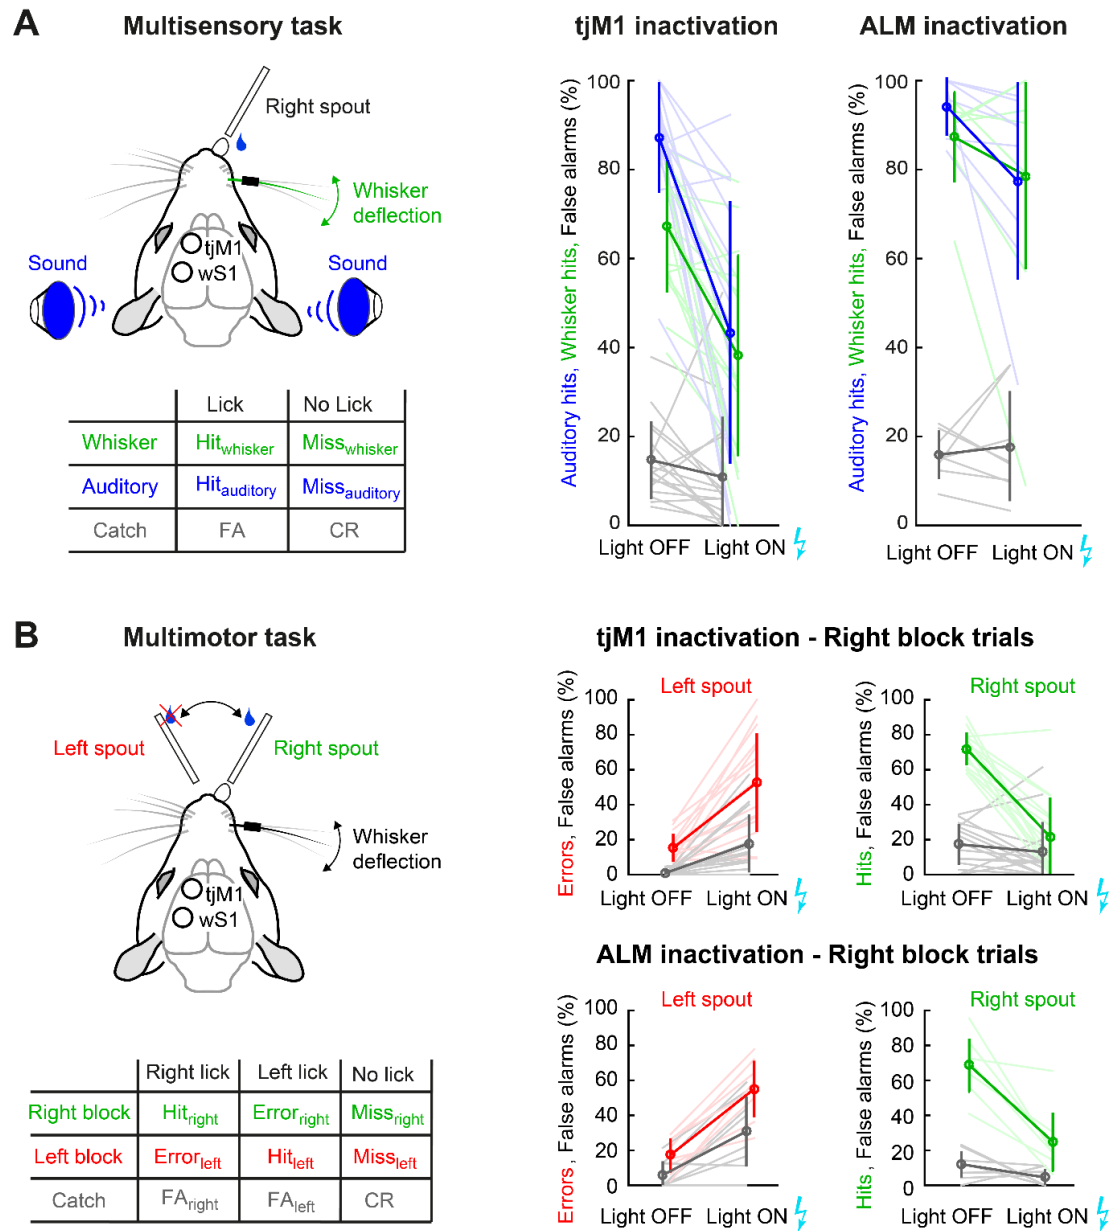 A
Multisensory task
Right spout
Whisker
deflection
tjM1
wS1
Sound
Sound
Lick
No Lick
Whisker
Hitwhisker
Misswhisker
Auditory
Hitauditory
Missauditory
Catch
FA
CR
tjM1 inactivation
Auditory hits, Whisker hits, False alarms (%)
100
80
60
40
20
0
Light OFF
Light ON
ALM inactivation
Auditory hits, Whisker hits, False alarms (%)
100
80
60
40
20
0
Light OFF
Light ON
B
Multimotor task
Left spout
Right spout
Whisker
deflection
tjM1
wS1
Right lick
Left lick
No lick
Right block
Hitright
Errorright
Missright
Left block
Errorleft
Hitleft
Missleft
Catch
FAright
FAleft
CR
tjM1 inactivation - Right block trials
Left spout
Errors, False alarms (%)
100
80
60
40
20
0
Light OFF
Light ON
Right spout
Hits, False alarms (%)
100
80
60
40
20
0
Light OFF
Light ON
ALM inactivation - Right block trials
Left spout
Errors, False alarms (%)
100
80
60
40
20
0
Light OFF
Light ON
Right spout
Hits , False alarms (%)
100
80
60
40
20
0
Light OFF
Light ON